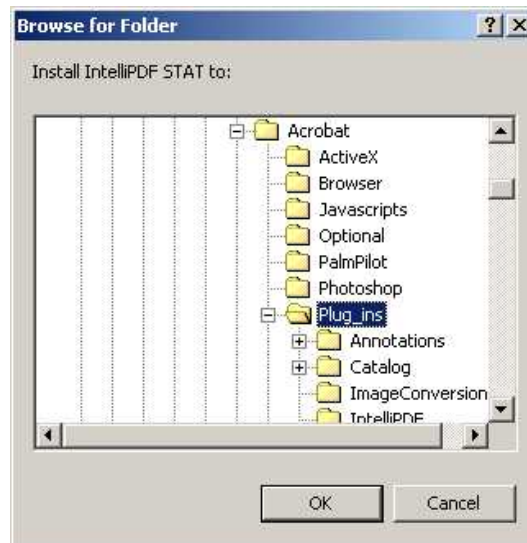 Browse for Folder
Install IntelliPDF STAT to:
Acrobat
ActiveX
Browser
Javascripts
Optional
PalmPilot
Photoshop
Plug_ins
Annotations
Catalog
ImageConversion
IntelliPDF
OK
Cancel